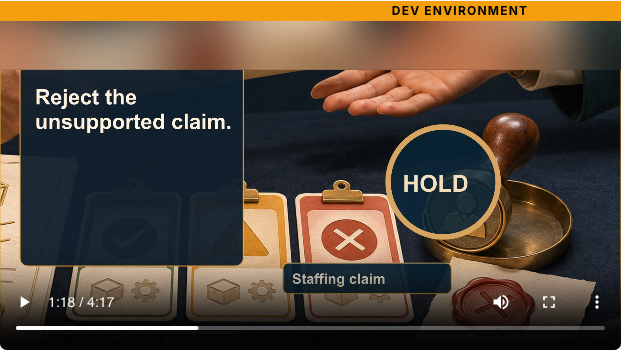 DEV ENVIRONMENT
Reject the
unsupported claim.
HOLD
Staffing claim
1:18 / 4:17